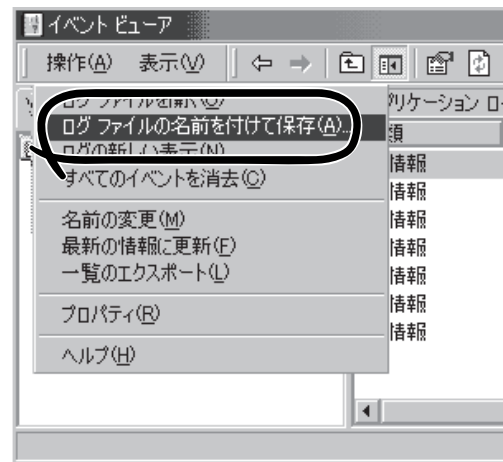 イベント ビューア
操作(A) 表示(V)
ログ ファイルを開く(O)
ログ ファイルの名前を付けて保存(A)...
ログの新しい表示(N)
すべてのイベントを消去(C)
名前の変更(M)
最新の情報に更新(F)
一覧のエクスポート(L)
プロパティ(R)
ヘルプ(H)
プリケーション ロ
類
情報
情報
情報
情報
情報
情報
情報